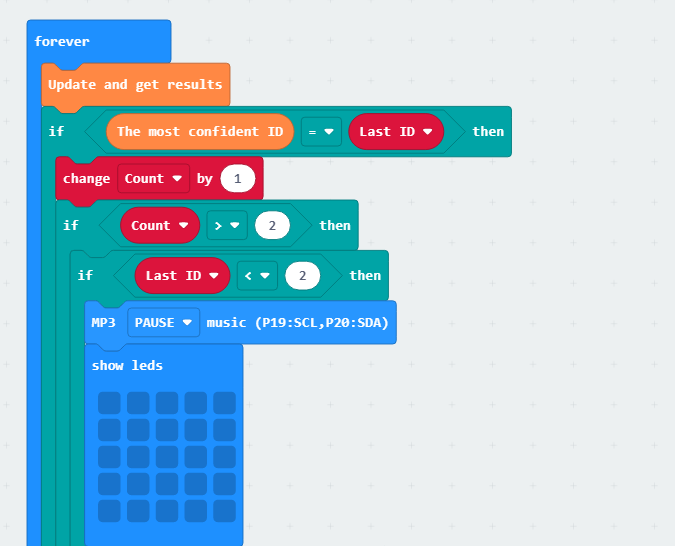 forever
Update and get results
if The most confident ID = Last ID then
change Count by 1
if Count > 2 then
if Last ID < 2 then
MP3 PAUSE music (P19:SCL,P20:SDA)
show leds